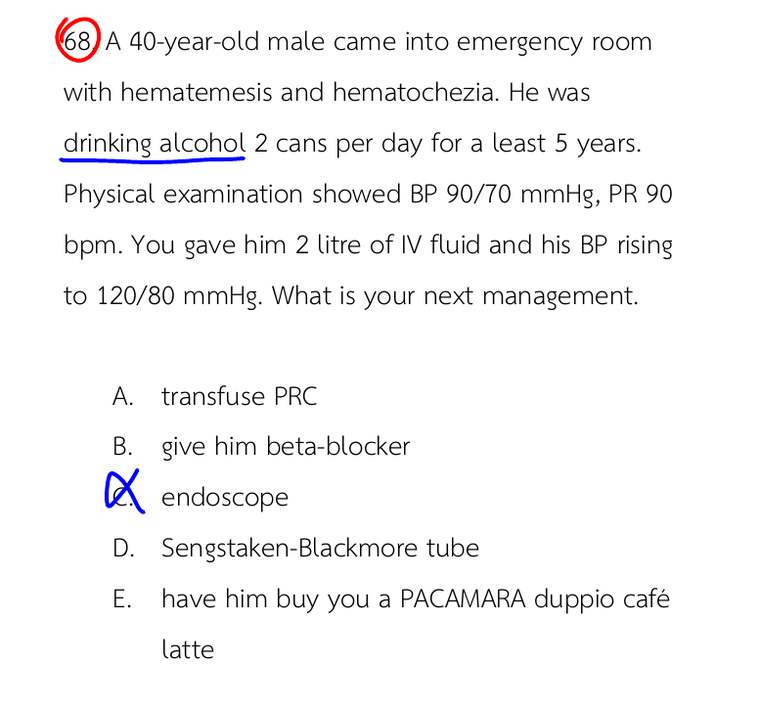 68) A 40-year-old male came into emergency room
with hematemesis and hematochezia. He was
drinking alcohol 2 cans per day for a least 5 years.
Physical examination showed BP 90/70 mmHg, PR 90
bpm. You gave him 2 litre of IV fluid and his BP rising
to 120/80 mmHg. What is your next management.
A. transfuse PRC
B. give him beta-blocker
C. endoscope
D. Sengstaken-Blackmore tube
E. have him buy you a PACAMARA duppio café
latte